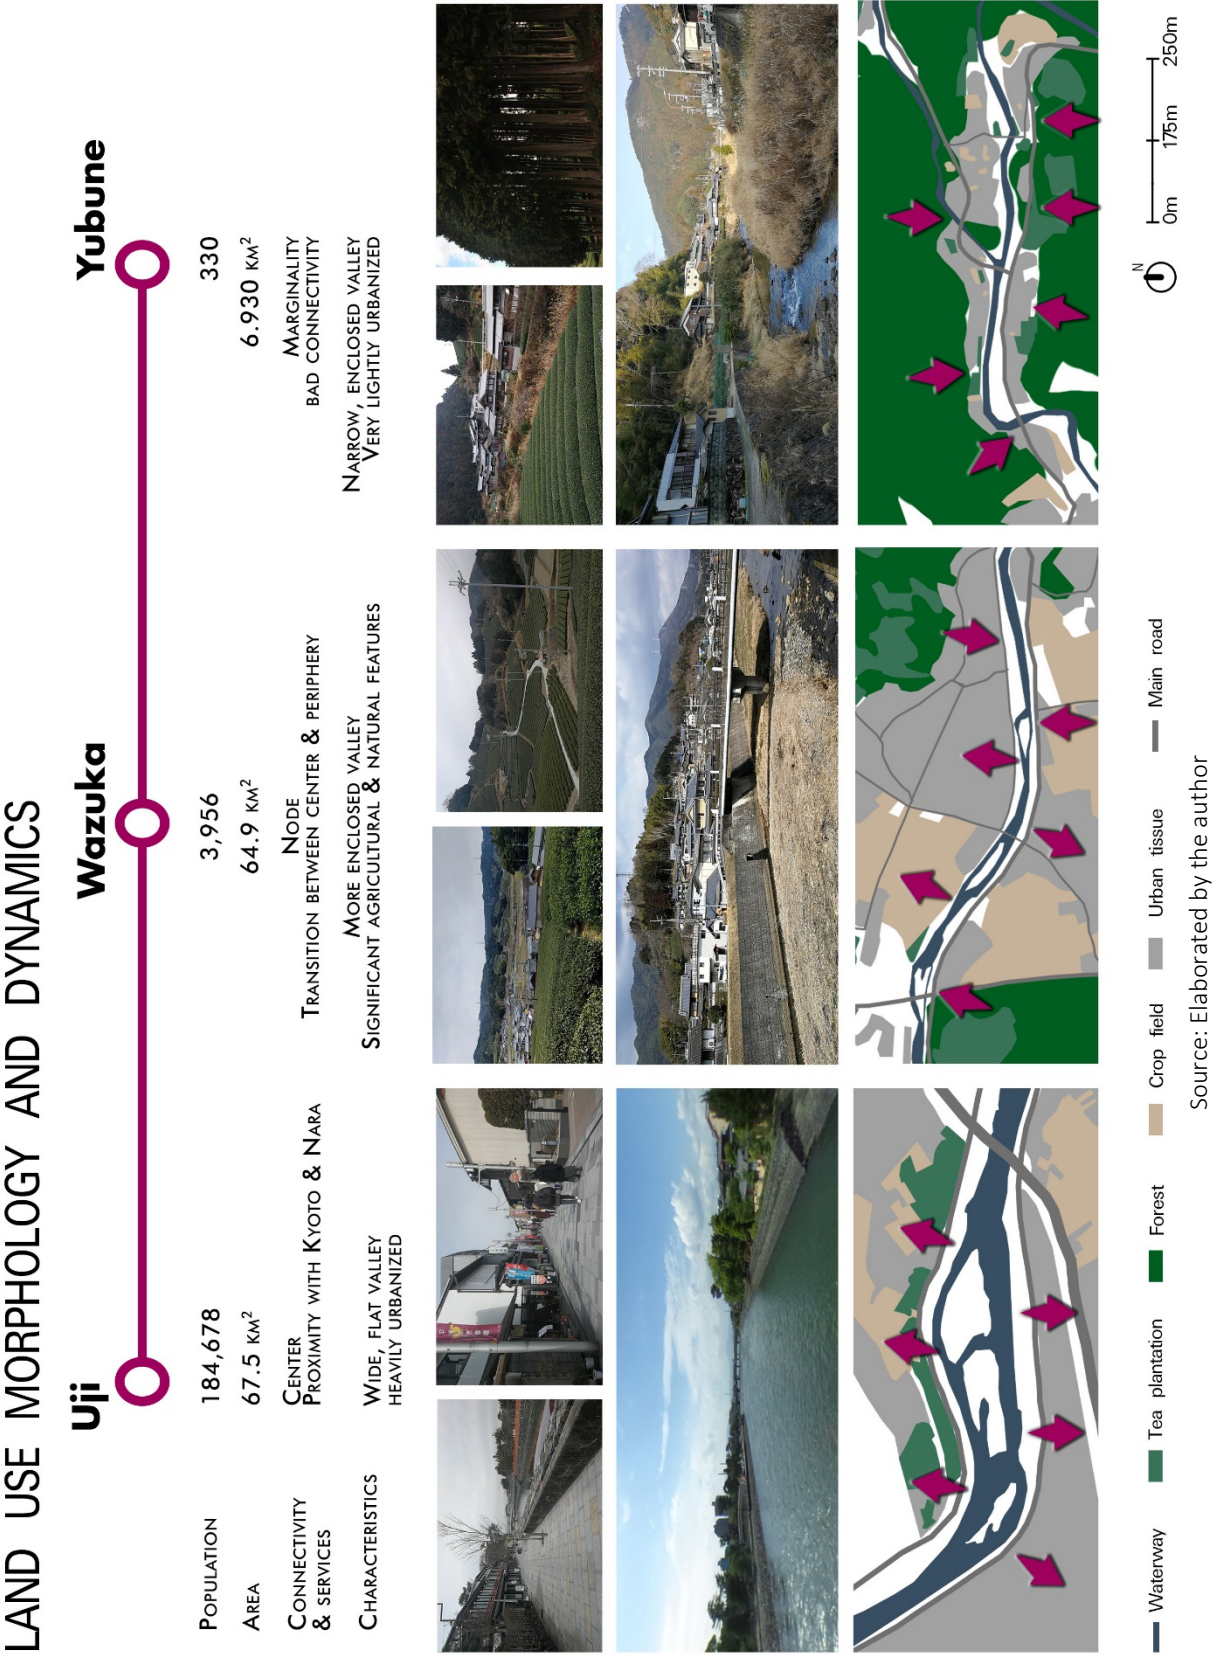 LAND USE MORPHOLOGY AND DYNAMICS
Uji
Wazuka
Yubune
POPULATION
184,678
3,956
330
AREA
67.5 KM²
64.9 KM²
6.930 KM²
CONNECTIVITY
& SERVICES
CENTER
PROXIMITY WITH KYOTO & NARA
NODE
TRANSITION BETWEEN CENTER & PERIPHERY
MARGINALITY
BAD CONNECTIVITY
CHARACTERISTICS
WIDE, FLAT VALLEY
HEAVILY URBANIZED
MORE ENCLOSED VALLEY
SIGNIFICANT AGRICULTURAL & NATURAL FEATURES
NARROW, ENCLOSED VALLEY
VERY LIGHTLY URBANIZED
Waterway
Tea plantation
Forest
Crop field
Urban tissue
Main road
N
0m
175m
250m
Source: Elaborated by the author